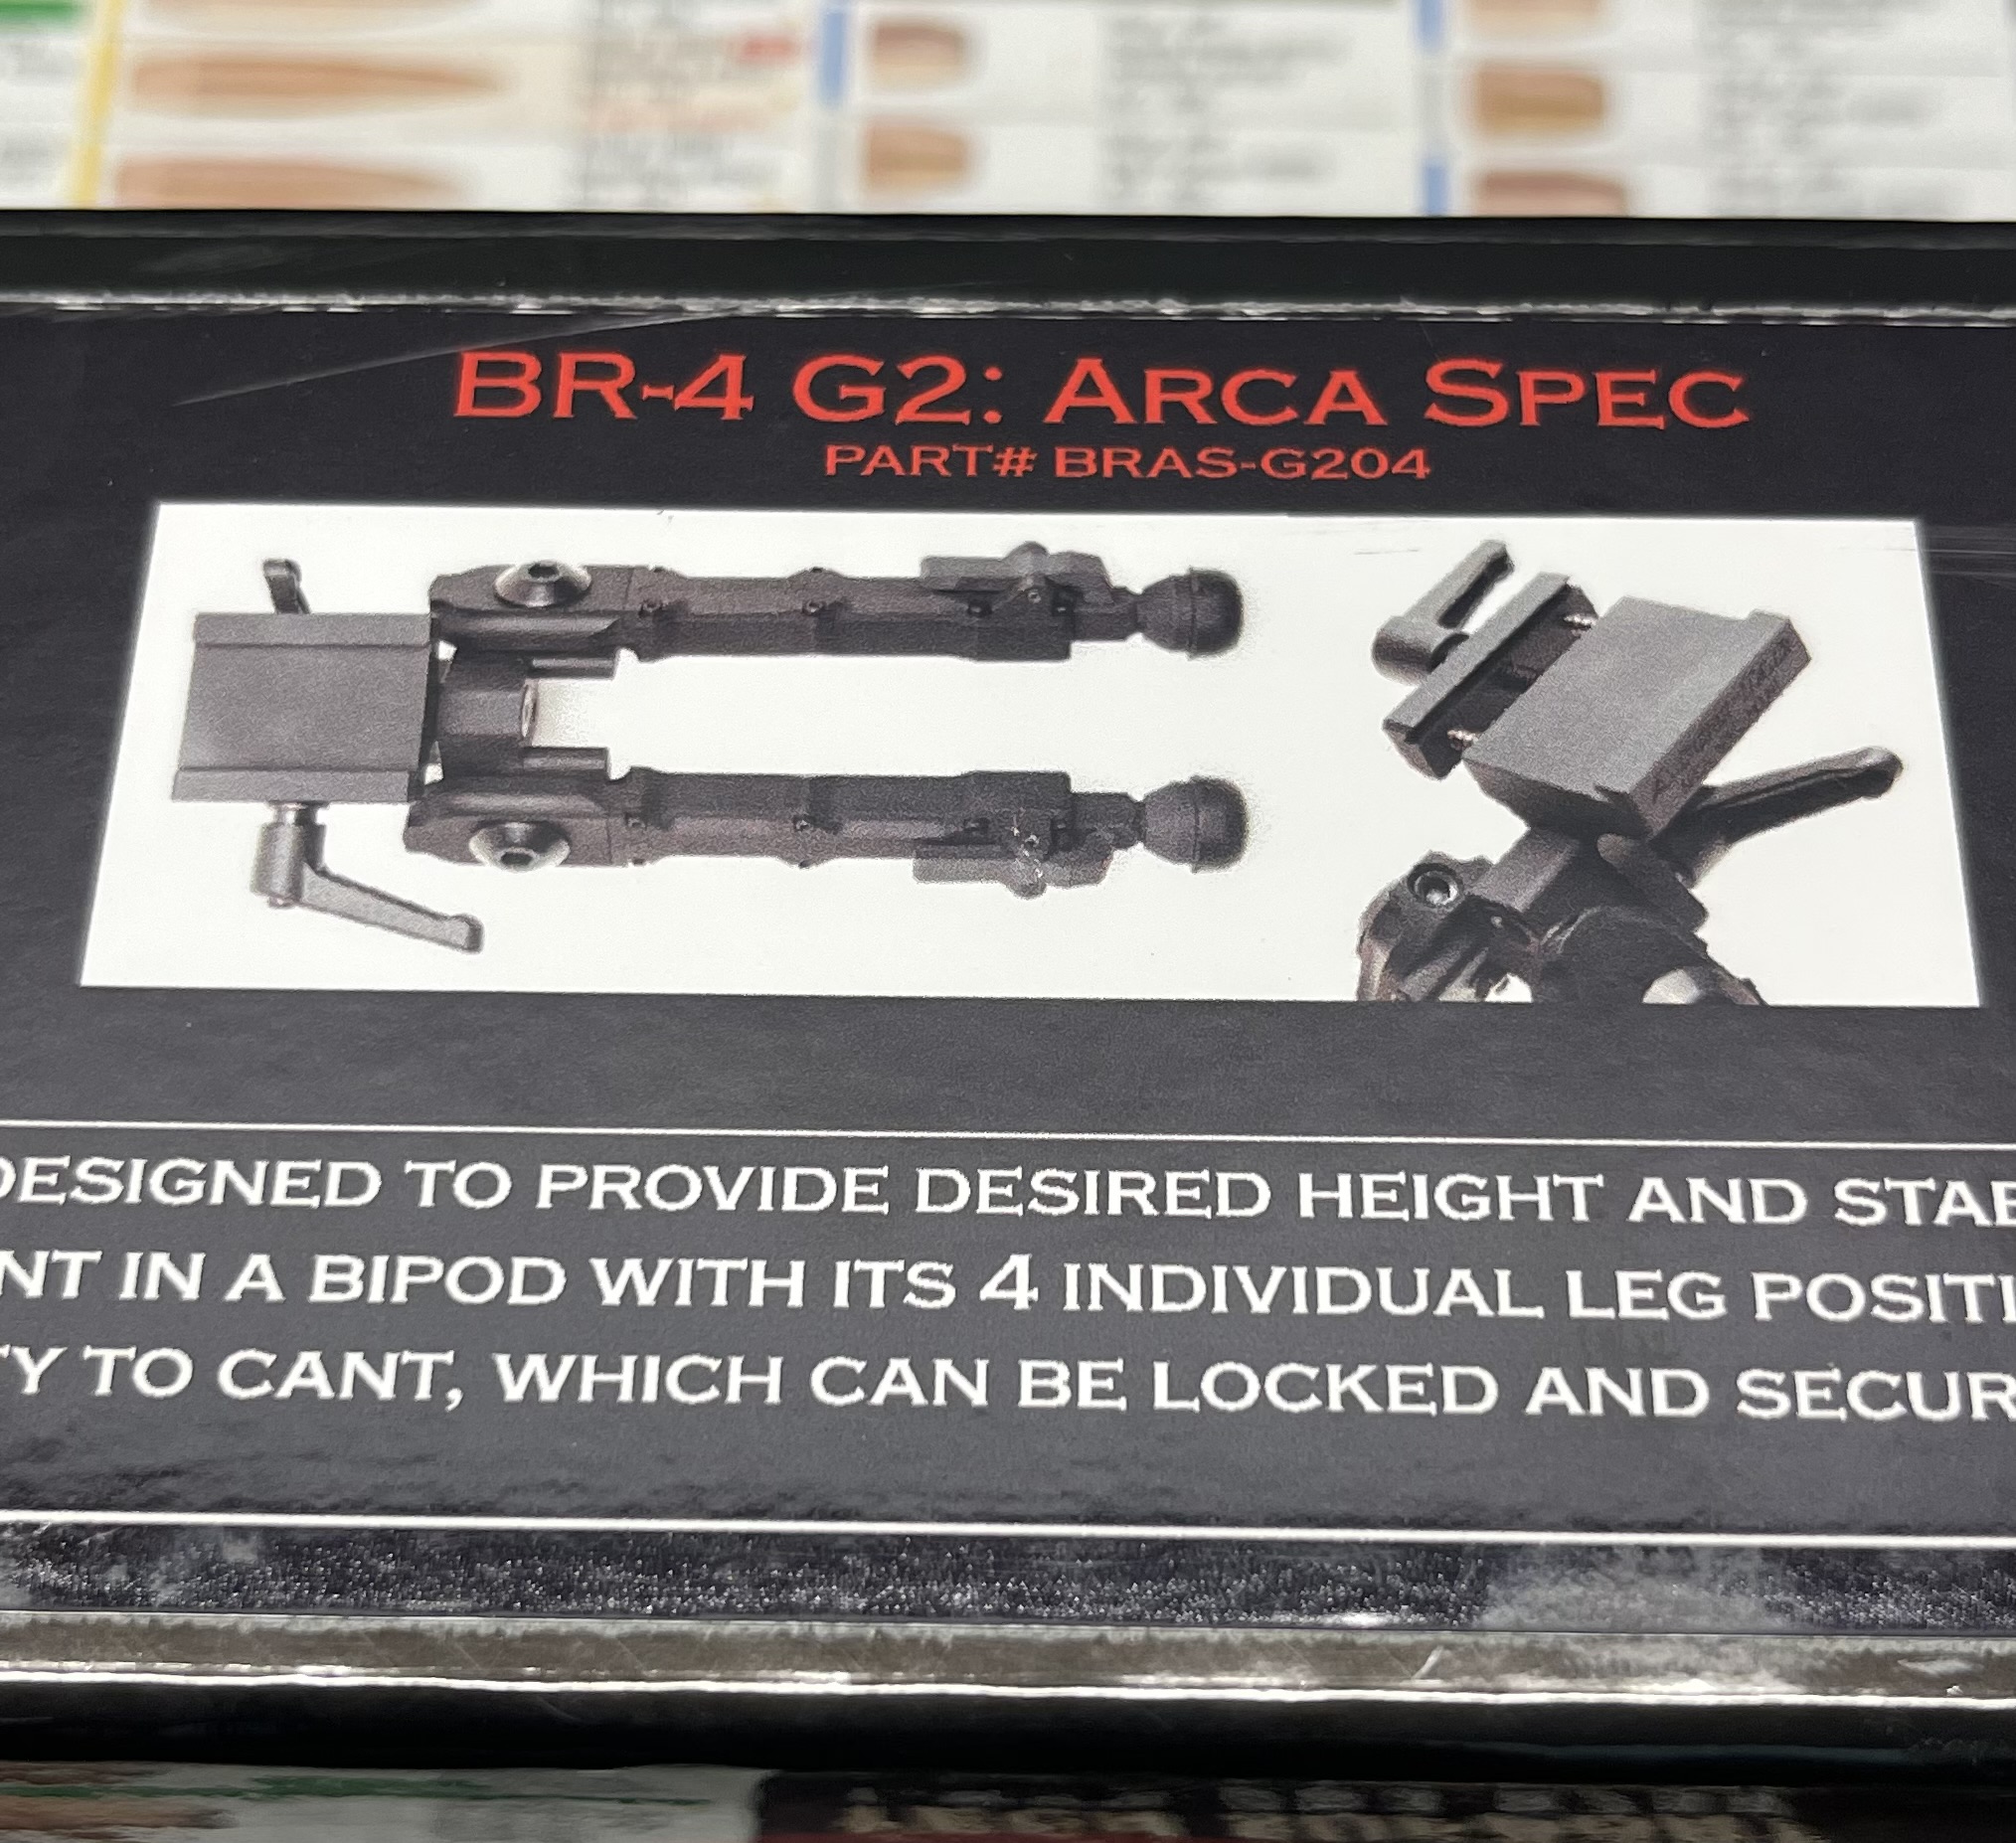 BR-4 G2: ARCA SPEC
PART# BRAS-G204
DESIGNED TO PROVIDE DESIRED HEIGHT AND STAB
NT IN A BIPOD WITH ITS 4 INDIVIDUAL LEG POSITI
TY TO CANT, WHICH CAN BE LOCKED AND SECUR